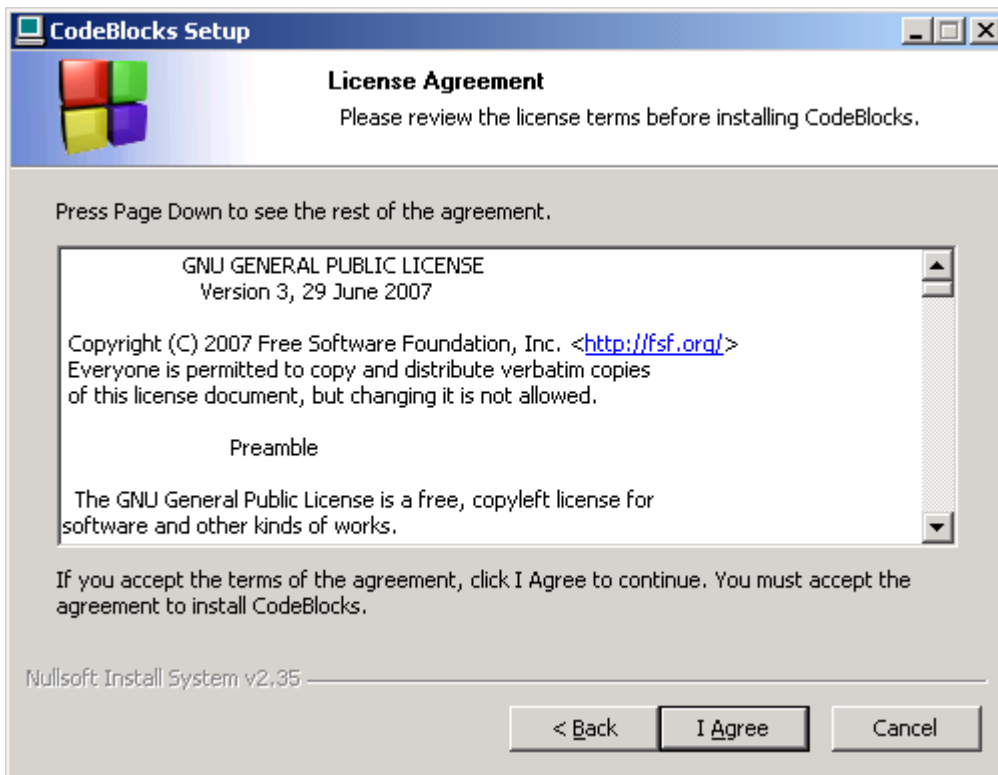 CodeBlocks Setup
License Agreement
Please review the license terms before installing CodeBlocks.
Press Page Down to see the rest of the agreement.
GNU GENERAL PUBLIC LICENSE
Version 3, 29 June 2007
Copyright (C) 2007 Free Software Foundation, Inc. <http://fsf.org/>
Everyone is permitted to copy and distribute verbatim copies
of this license document, but changing it is not allowed.
Preamble
The GNU General Public License is a free, copyleft license for
software and other kinds of works.
If you accept the terms of the agreement, click I Agree to continue. You must accept the
agreement to install CodeBlocks.
Nullsoft Install System v2.35
< Back
I Agree
Cancel